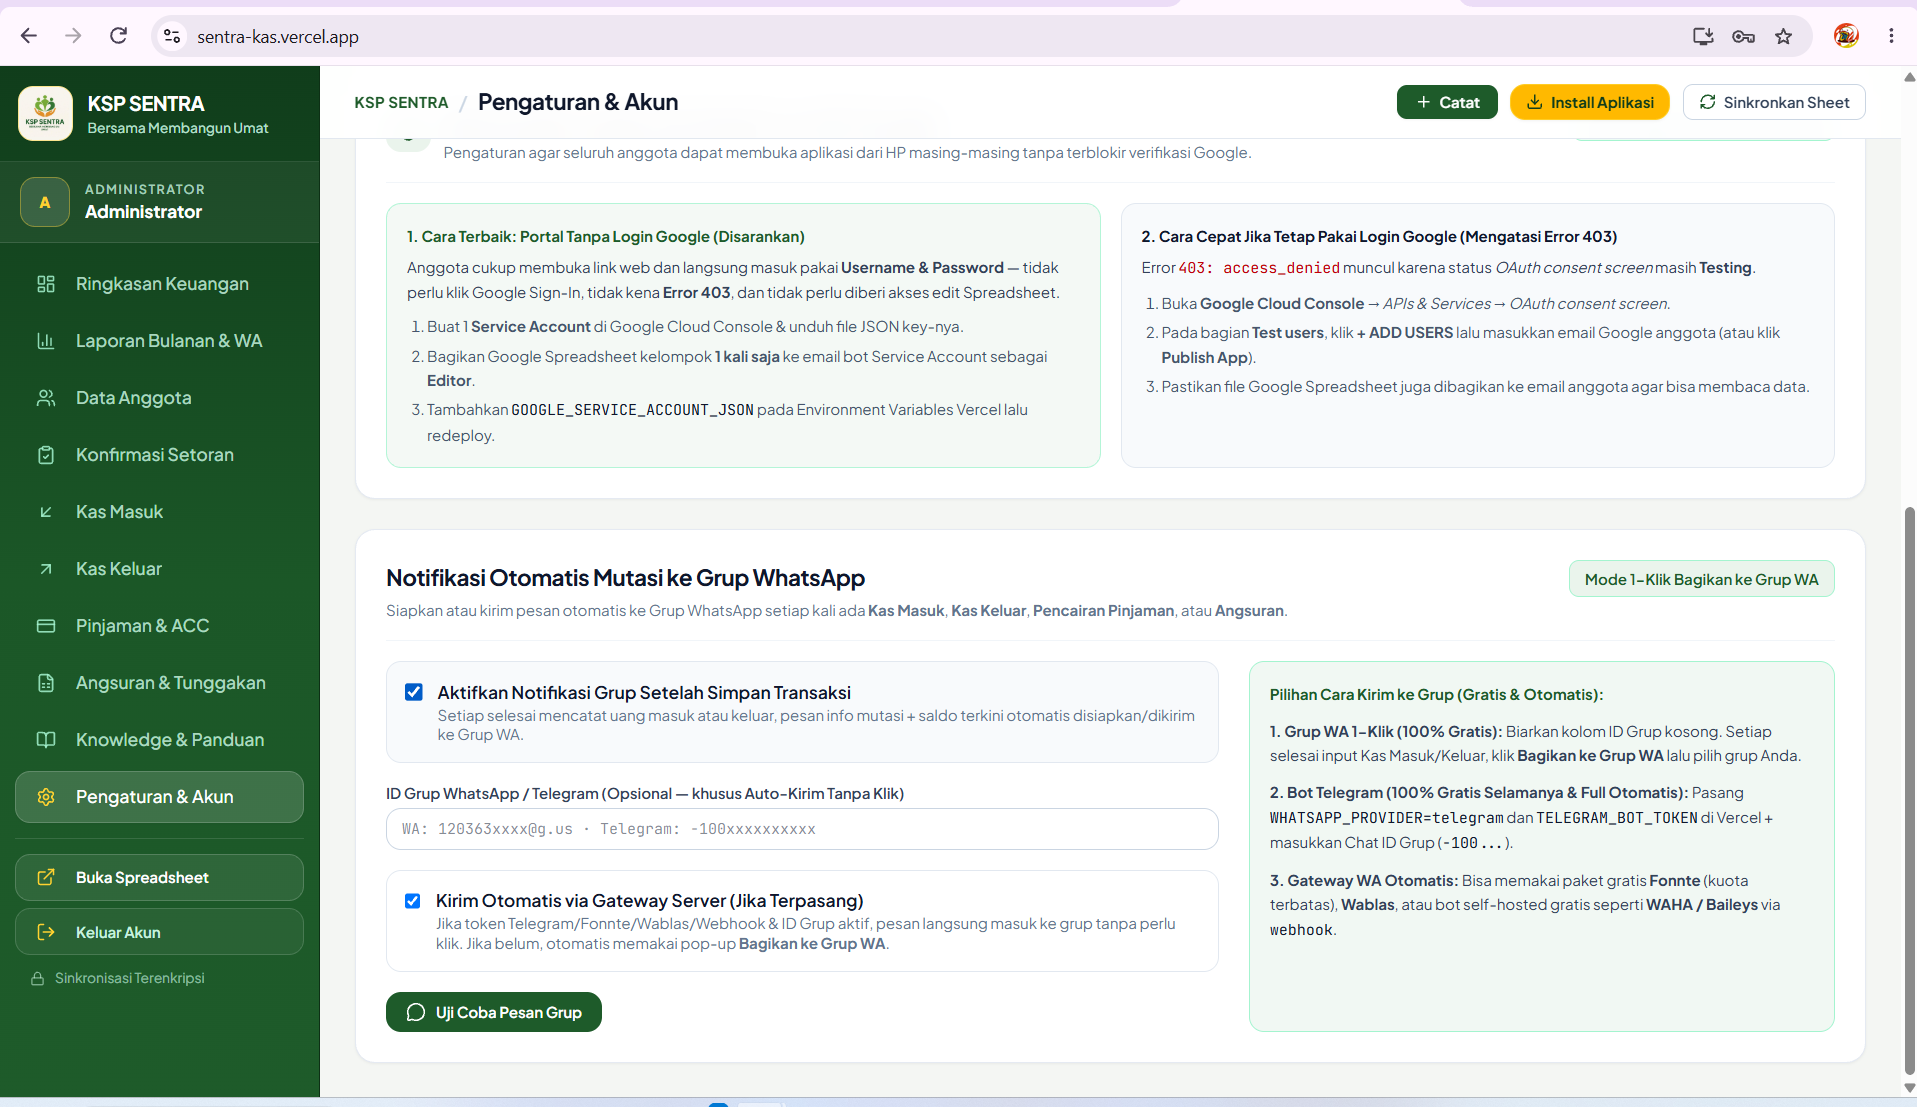 sentra-kas.vercel.app
KSP SENTRA
KSP SENTRA
Bersama Membangun Umat
A
ADMINISTRATOR
Administrator
Ringkasan Keuangan
Laporan Bulanan & WA
Data Anggota
Konfirmasi Setoran
Kas Masuk
Kas Keluar
Pinjaman & ACC
Angsuran & Tunggakan
Knowledge & Panduan
Pengaturan & Akun
Buka Spreadsheet
Keluar Akun
Sinkronisasi Terenkripsi
KSP SENTRA / Pengaturan & Akun
+ Catat
Install Aplikasi
Sinkronkan Sheet
Pengaturan agar seluruh anggota dapat membuka aplikasi dari HP masing-masing tanpa terblokir verifikasi Google.
1. Cara Terbaik: Portal Tanpa Login Google (Disarankan)
Anggota cukup membuka link web dan langsung masuk pakai Username & Password — tidak
perlu klik Google Sign-In, tidak kena Error 403, dan tidak perlu diberi akses edit Spreadsheet.
1. Buat 1 Service Account di Google Cloud Console & unduh file JSON key-nya.
2. Bagikan Google Spreadsheet kelompok 1 kali saja ke email bot Service Account sebagai
Editor.
3. Tambahkan GOOGLE_SERVICE_ACCOUNT_JSON pada Environment Variables Vercel lalu
redeploy.
2. Cara Cepat Jika Tetap Pakai Login Google (Mengatasi Error 403)
Error 403: access_denied muncul karena status OAuth consent screen masih Testing.
1. Buka Google Cloud Console → APIs & Services → OAuth consent screen.
2. Pada bagian Test users, klik + ADD USERS lalu masukkan email Google anggota (atau klik
Publish App).
3. Pastikan file Google Spreadsheet juga dibagikan ke email anggota agar bisa membaca data.
Notifikasi Otomatis Mutasi ke Grup WhatsApp
Siapkan atau kirim pesan otomatis ke Grup WhatsApp setiap kali ada Kas Masuk, Kas Keluar, Pencairan Pinjaman, atau Angsuran.
Mode 1-Klik Bagikan ke Grup WA
Aktifkan Notifikasi Grup Setelah Simpan Transaksi
Setiap selesai mencatat uang masuk atau keluar, pesan info mutasi + saldo terkini otomatis disiapkan/dikirim
ke Grup WA.
ID Grup WhatsApp / Telegram (Opsional — khusus Auto-Kirim Tanpa Klik)
WA: 120363xxxx@g.us · Telegram: -100xxxxxxxxxx
Kirim Otomatis via Gateway Server (Jika Terpasang)
Jika token Telegram/Fonnte/Wablas/Webhook & ID Grup aktif, pesan langsung masuk ke grup tanpa perlu
klik. Jika belum, otomatis memakai pop-up Bagikan ke Grup WA.
Uji Coba Pesan Grup
Pilihan Cara Kirim ke Grup (Gratis & Otomatis):
1. Grup WA 1-Klik (100% Gratis): Biarkan kolom ID Grup kosong. Setiap
selesai input Kas Masuk/Keluar, klik Bagikan ke Grup WA lalu pilih grup Anda.
2. Bot Telegram (100% Gratis Selamanya & Full Otomatis): Pasang
WHATSAPP_PROVIDER=telegram dan TELEGRAM_BOT_TOKEN di Vercel +
masukkan Chat ID Grup (-100...).
3. Gateway WA Otomatis: Bisa memakai paket gratis Fonnte (kuota
terbatas), Wablas, atau bot self-hosted gratis seperti WAHA / Baileys via
webhook.